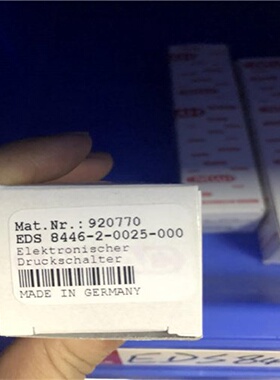 Mat.Nr.: 920770
EDS 8446-2-0025-000
Elektronischer
Druckschalter
MADE IN GERMANY